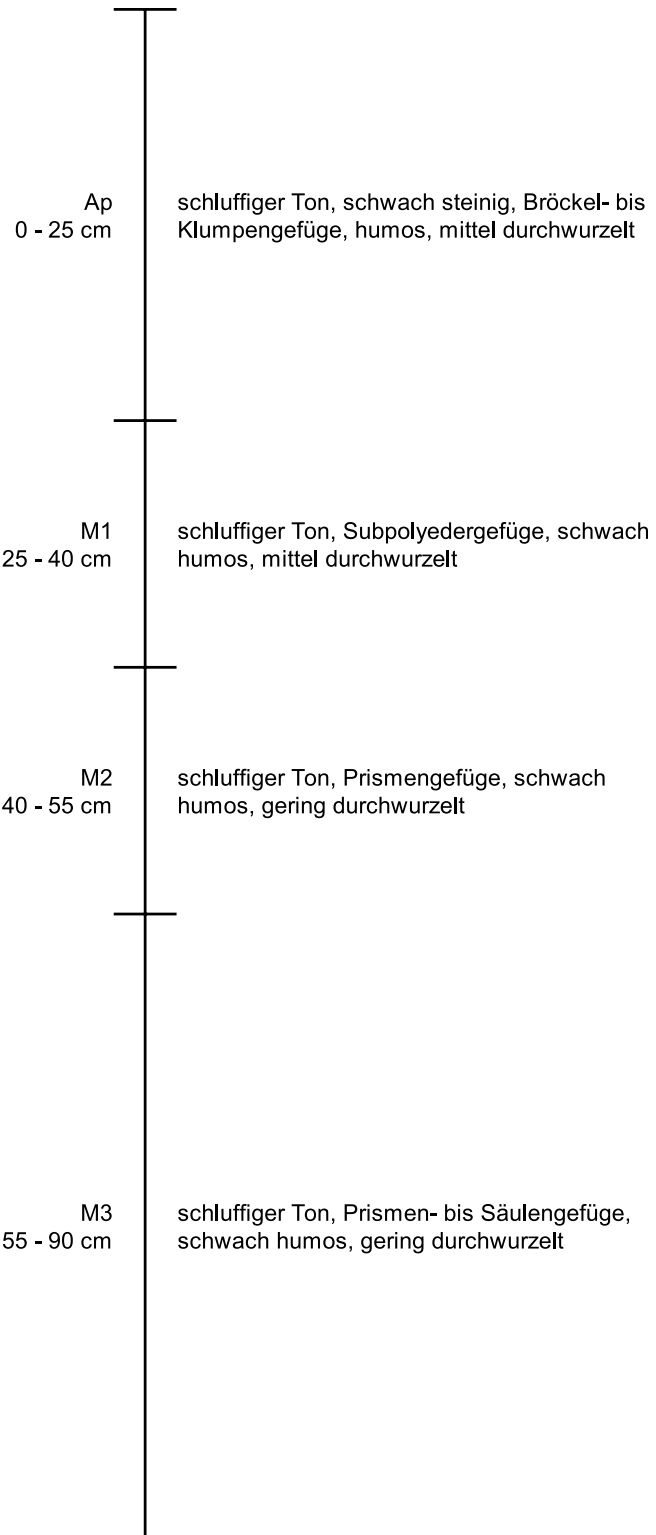 Ap
0 - 25 cm
schluffiger Ton, schwach steinig, Bröckel- bis
Klumpengefüge, humos, mittel durchwurzelt
M1
25 - 40 cm
schluffiger Ton, Subpolyedergefüge, schwach
humos, mittel durchwurzelt
M2
40 - 55 cm
schluffiger Ton, Prismengefüge, schwach
humos, gering durchwurzelt
M3
55 - 90 cm
schluffiger Ton, Prismen- bis Säulengefüge,
schwach humos, gering durchwurzelt